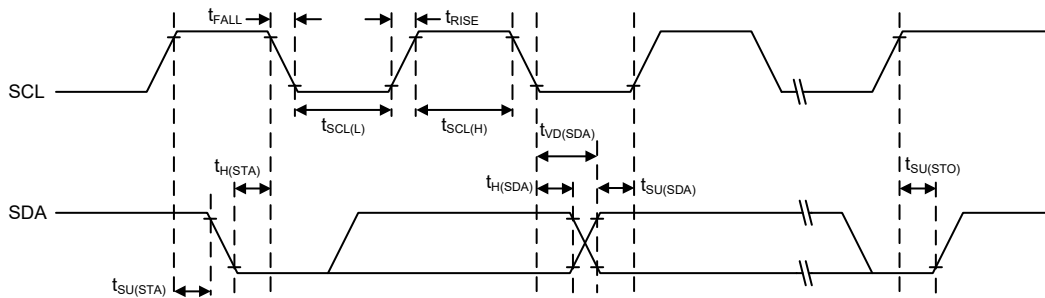 tFALL
tRISE
SCL
tSCL(L)
tSCL(H)
tVD(SDA)
tH(STA)
tH(SDA)
tSU(SDA)
tSU(STO)
SDA
tSU(STA)